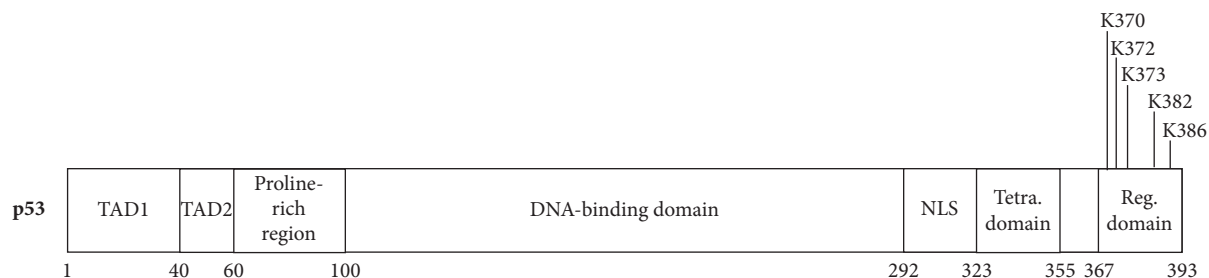 K370
K372
K373
K382
K386
p53
TAD1
TAD2
Proline-
rich
region
DNA-binding domain
NLS
Tetra.
domain
Reg.
domain
1 40 60 100 292 323 355 367 393